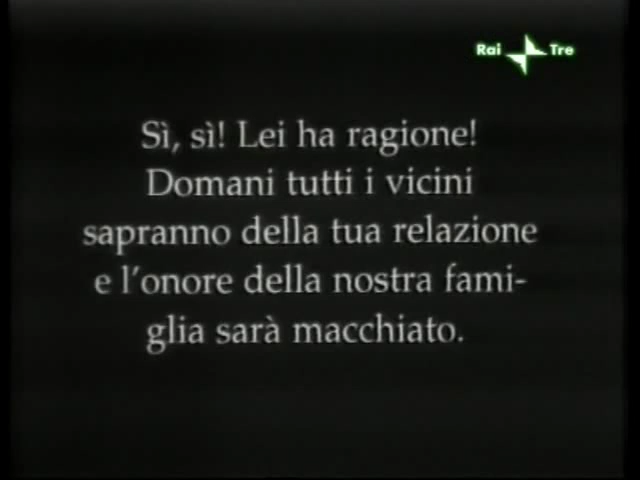 Rai Tre
Sì, sì! Lei ha ragione!
Domani tutti i vicini
sapranno della tua relazione
e l'onore della nostra fami-
glia sarà macchiato.